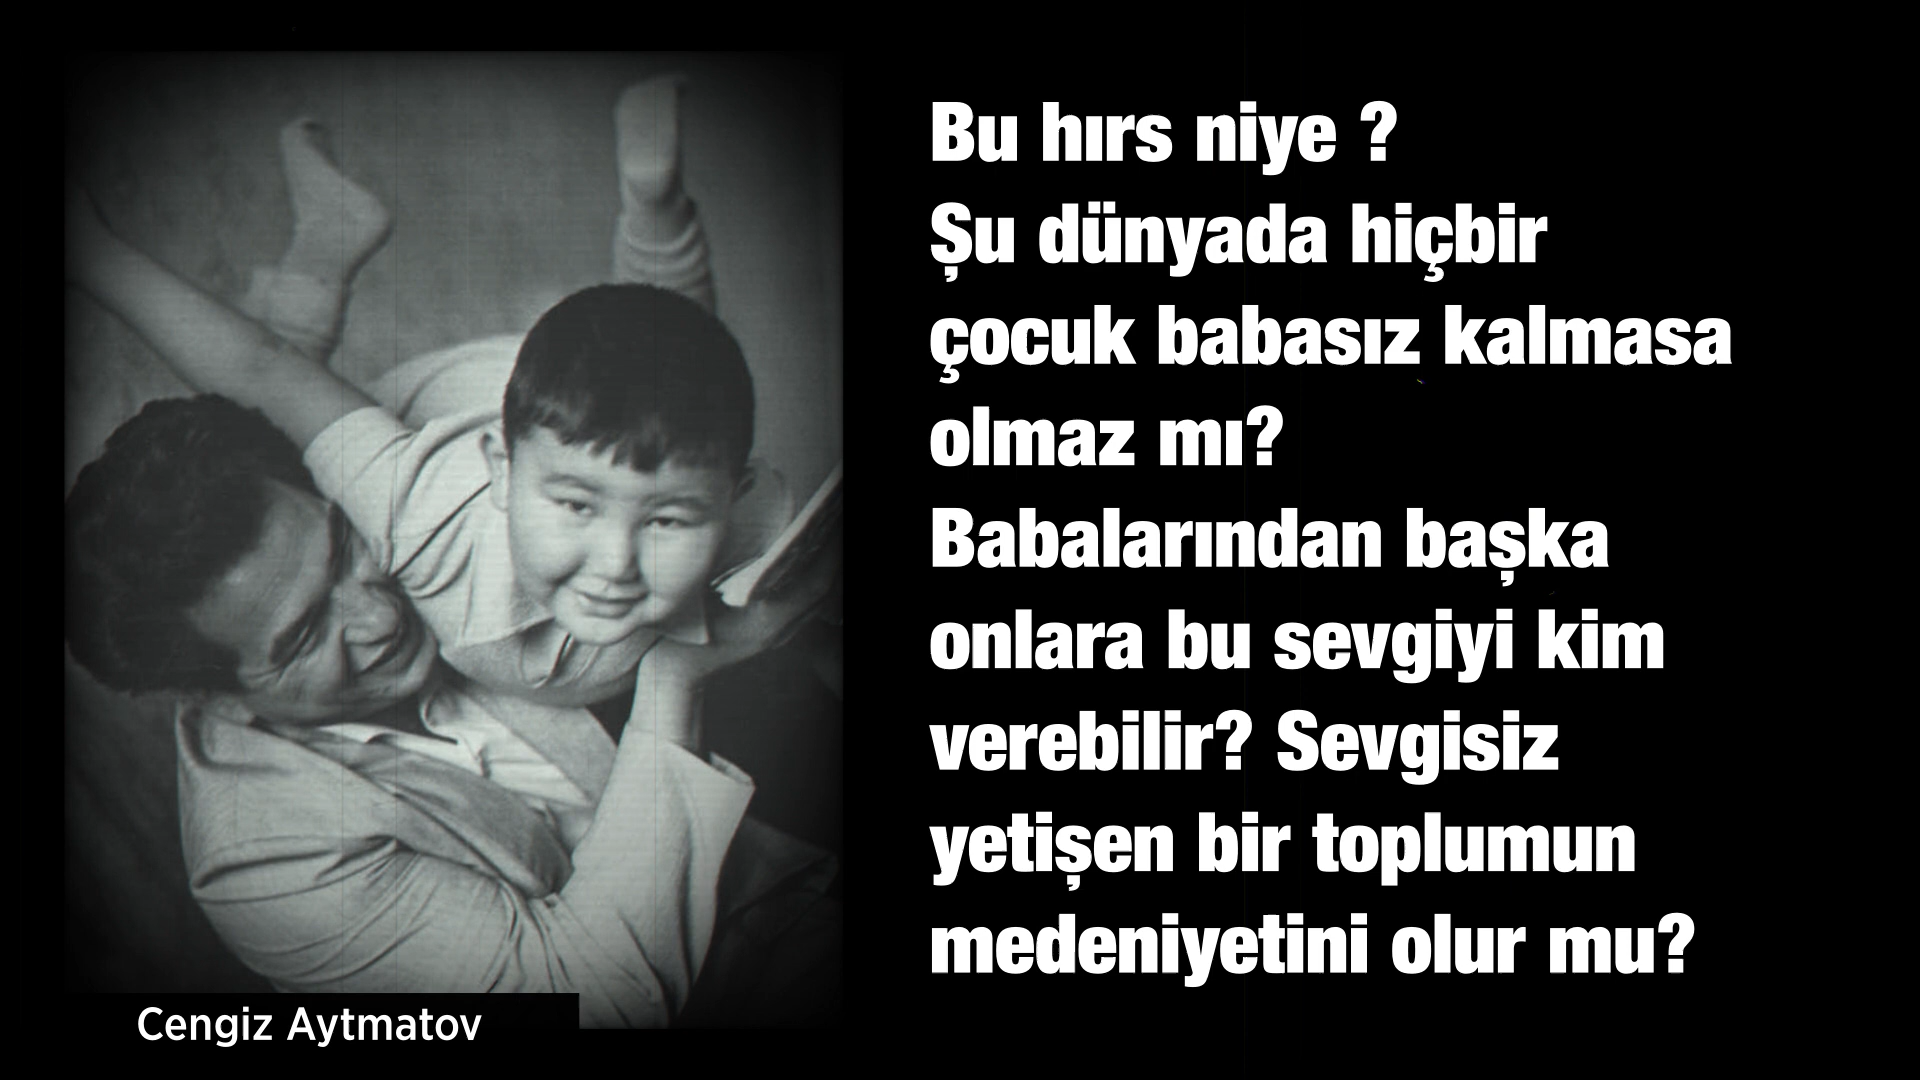 Bu hırs niye ?
Şu dünyada hiçbir
çocuk babasız kalmasa
olmaz mı?
Babalarından başka
onlara bu sevgiyi kim
verebilir? Sevgisiz
yetişen bir toplumun
medeniyetini olur mu?
Cengiz Aytmatov